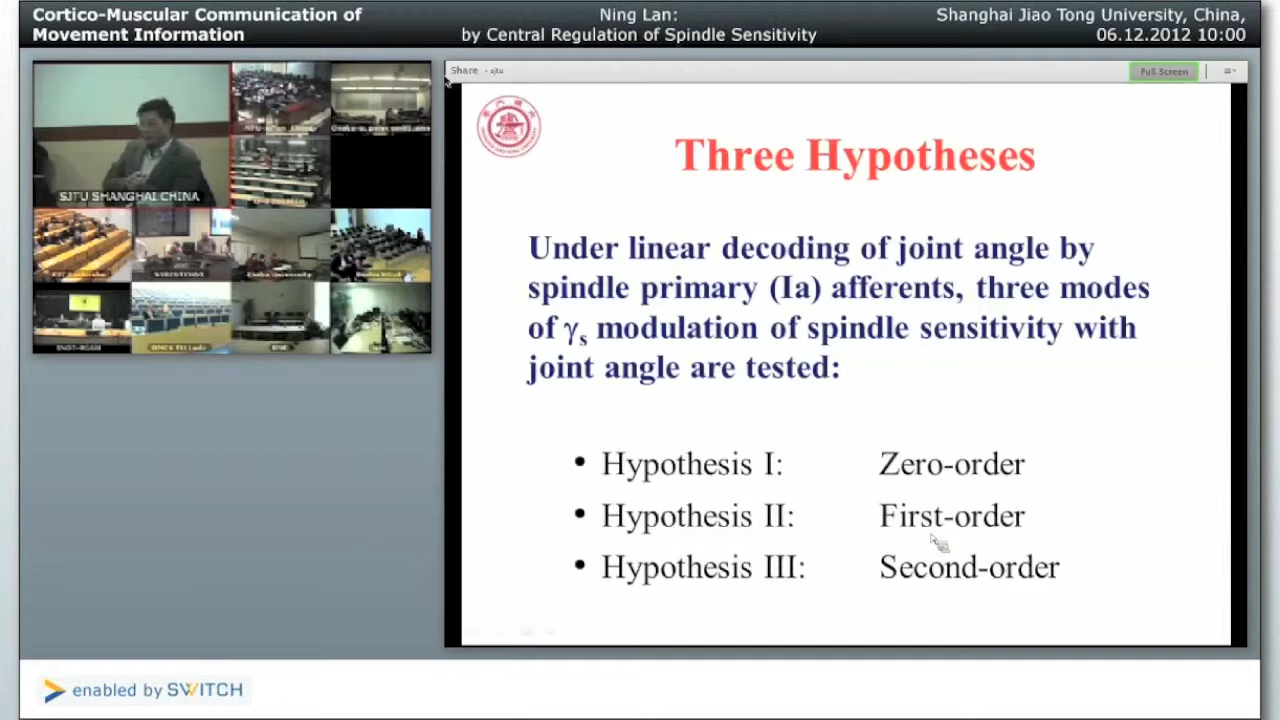 Cortico-Muscular Communication of
Movement Information
Ning Lan:
by Central Regulation of Spindle Sensitivity
Shanghai Jiao Tong University, China,
06.12.2012 10:00
Share - sjtu
Full Screen
SJTU SHANGHAI CHINA
Three Hypotheses
Under linear decoding of joint angle by
spindle primary (Ia) afferents, three modes
of γs modulation of spindle sensitivity with
joint angle are tested:
• Hypothesis I: Zero-order
• Hypothesis II: First-order
• Hypothesis III: Second-order
enabled by SWITCH